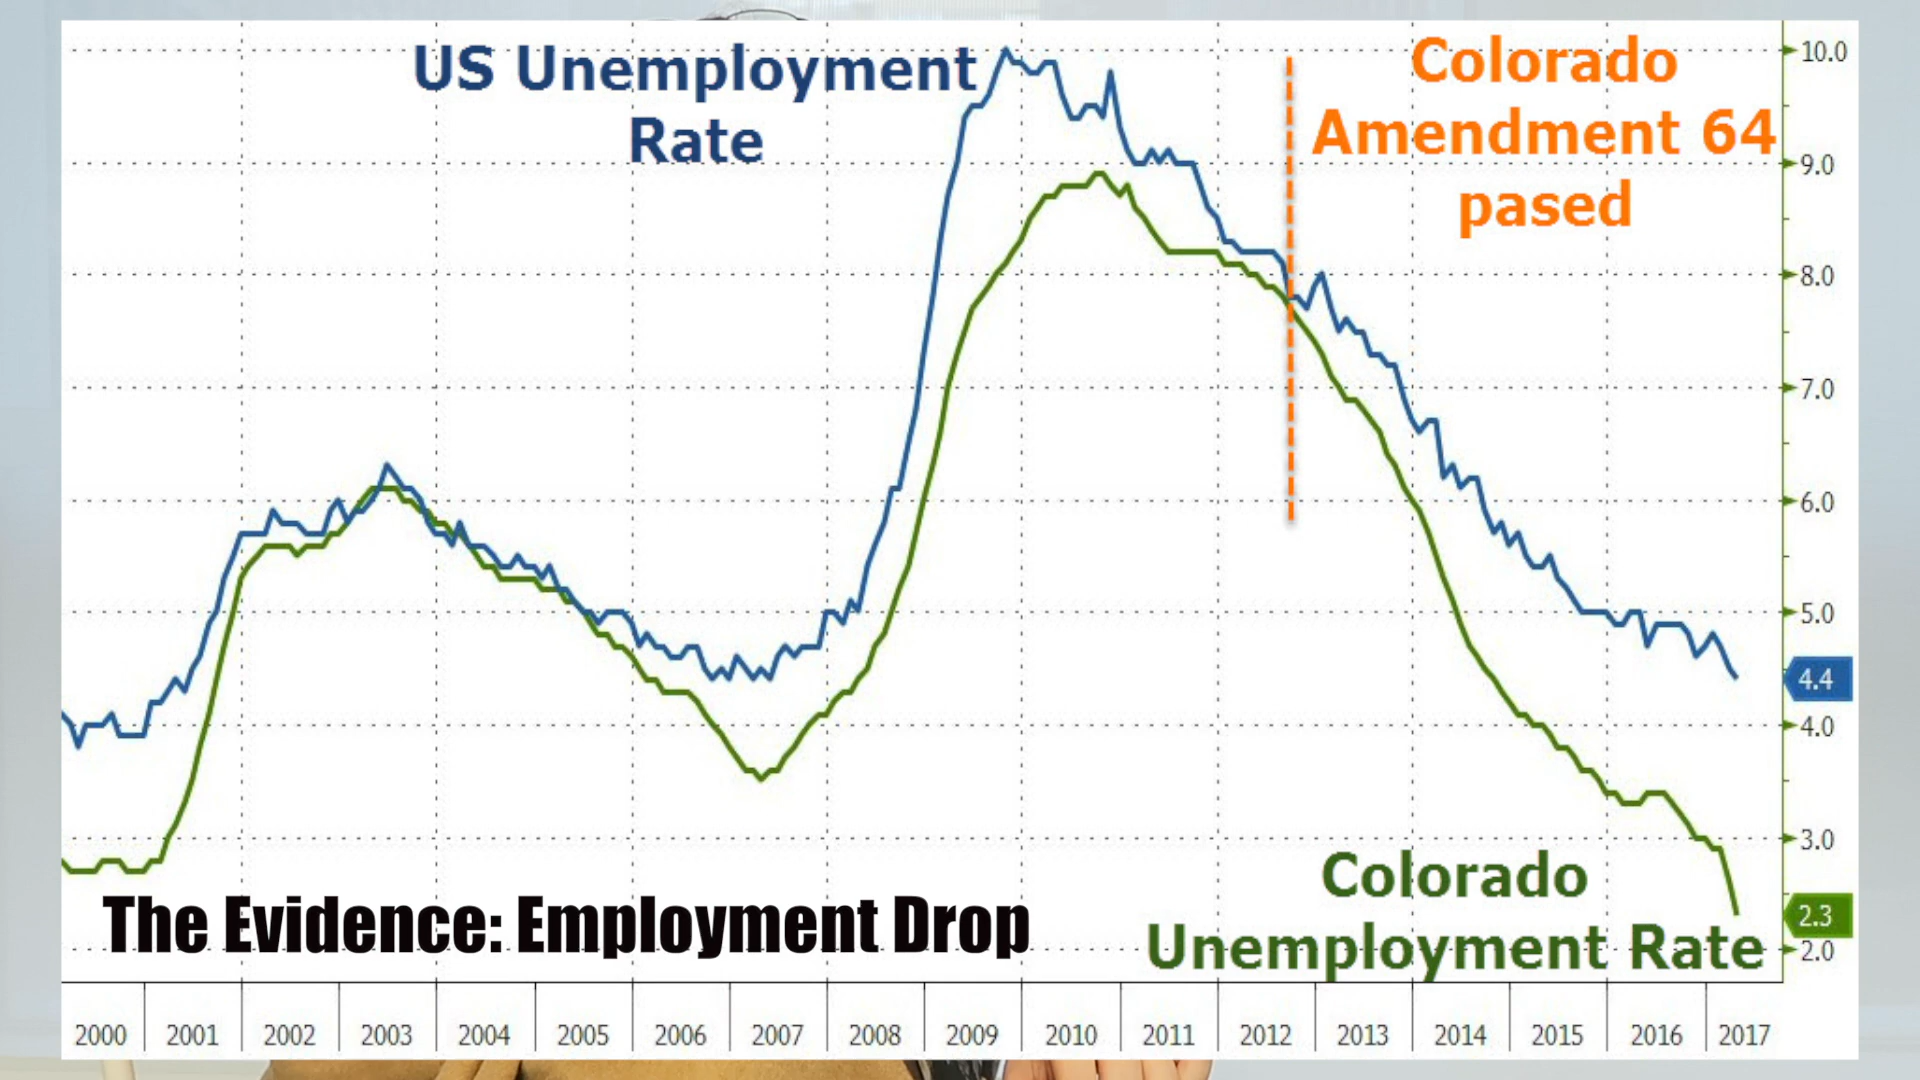 US Unemployment
Rate
Colorado
Amendment 64
pased
10.0
9.0
8.0
7.0
6.0
5.0
4.4
4.0
3.0
2.3
2.0
Colorado
Unemployment Rate
The Evidence: Employment Drop
2000 2001 2002 2003 2004 2005 2006 2007 2008 2009 2010 2011 2012 2013 2014 2015 2016 2017